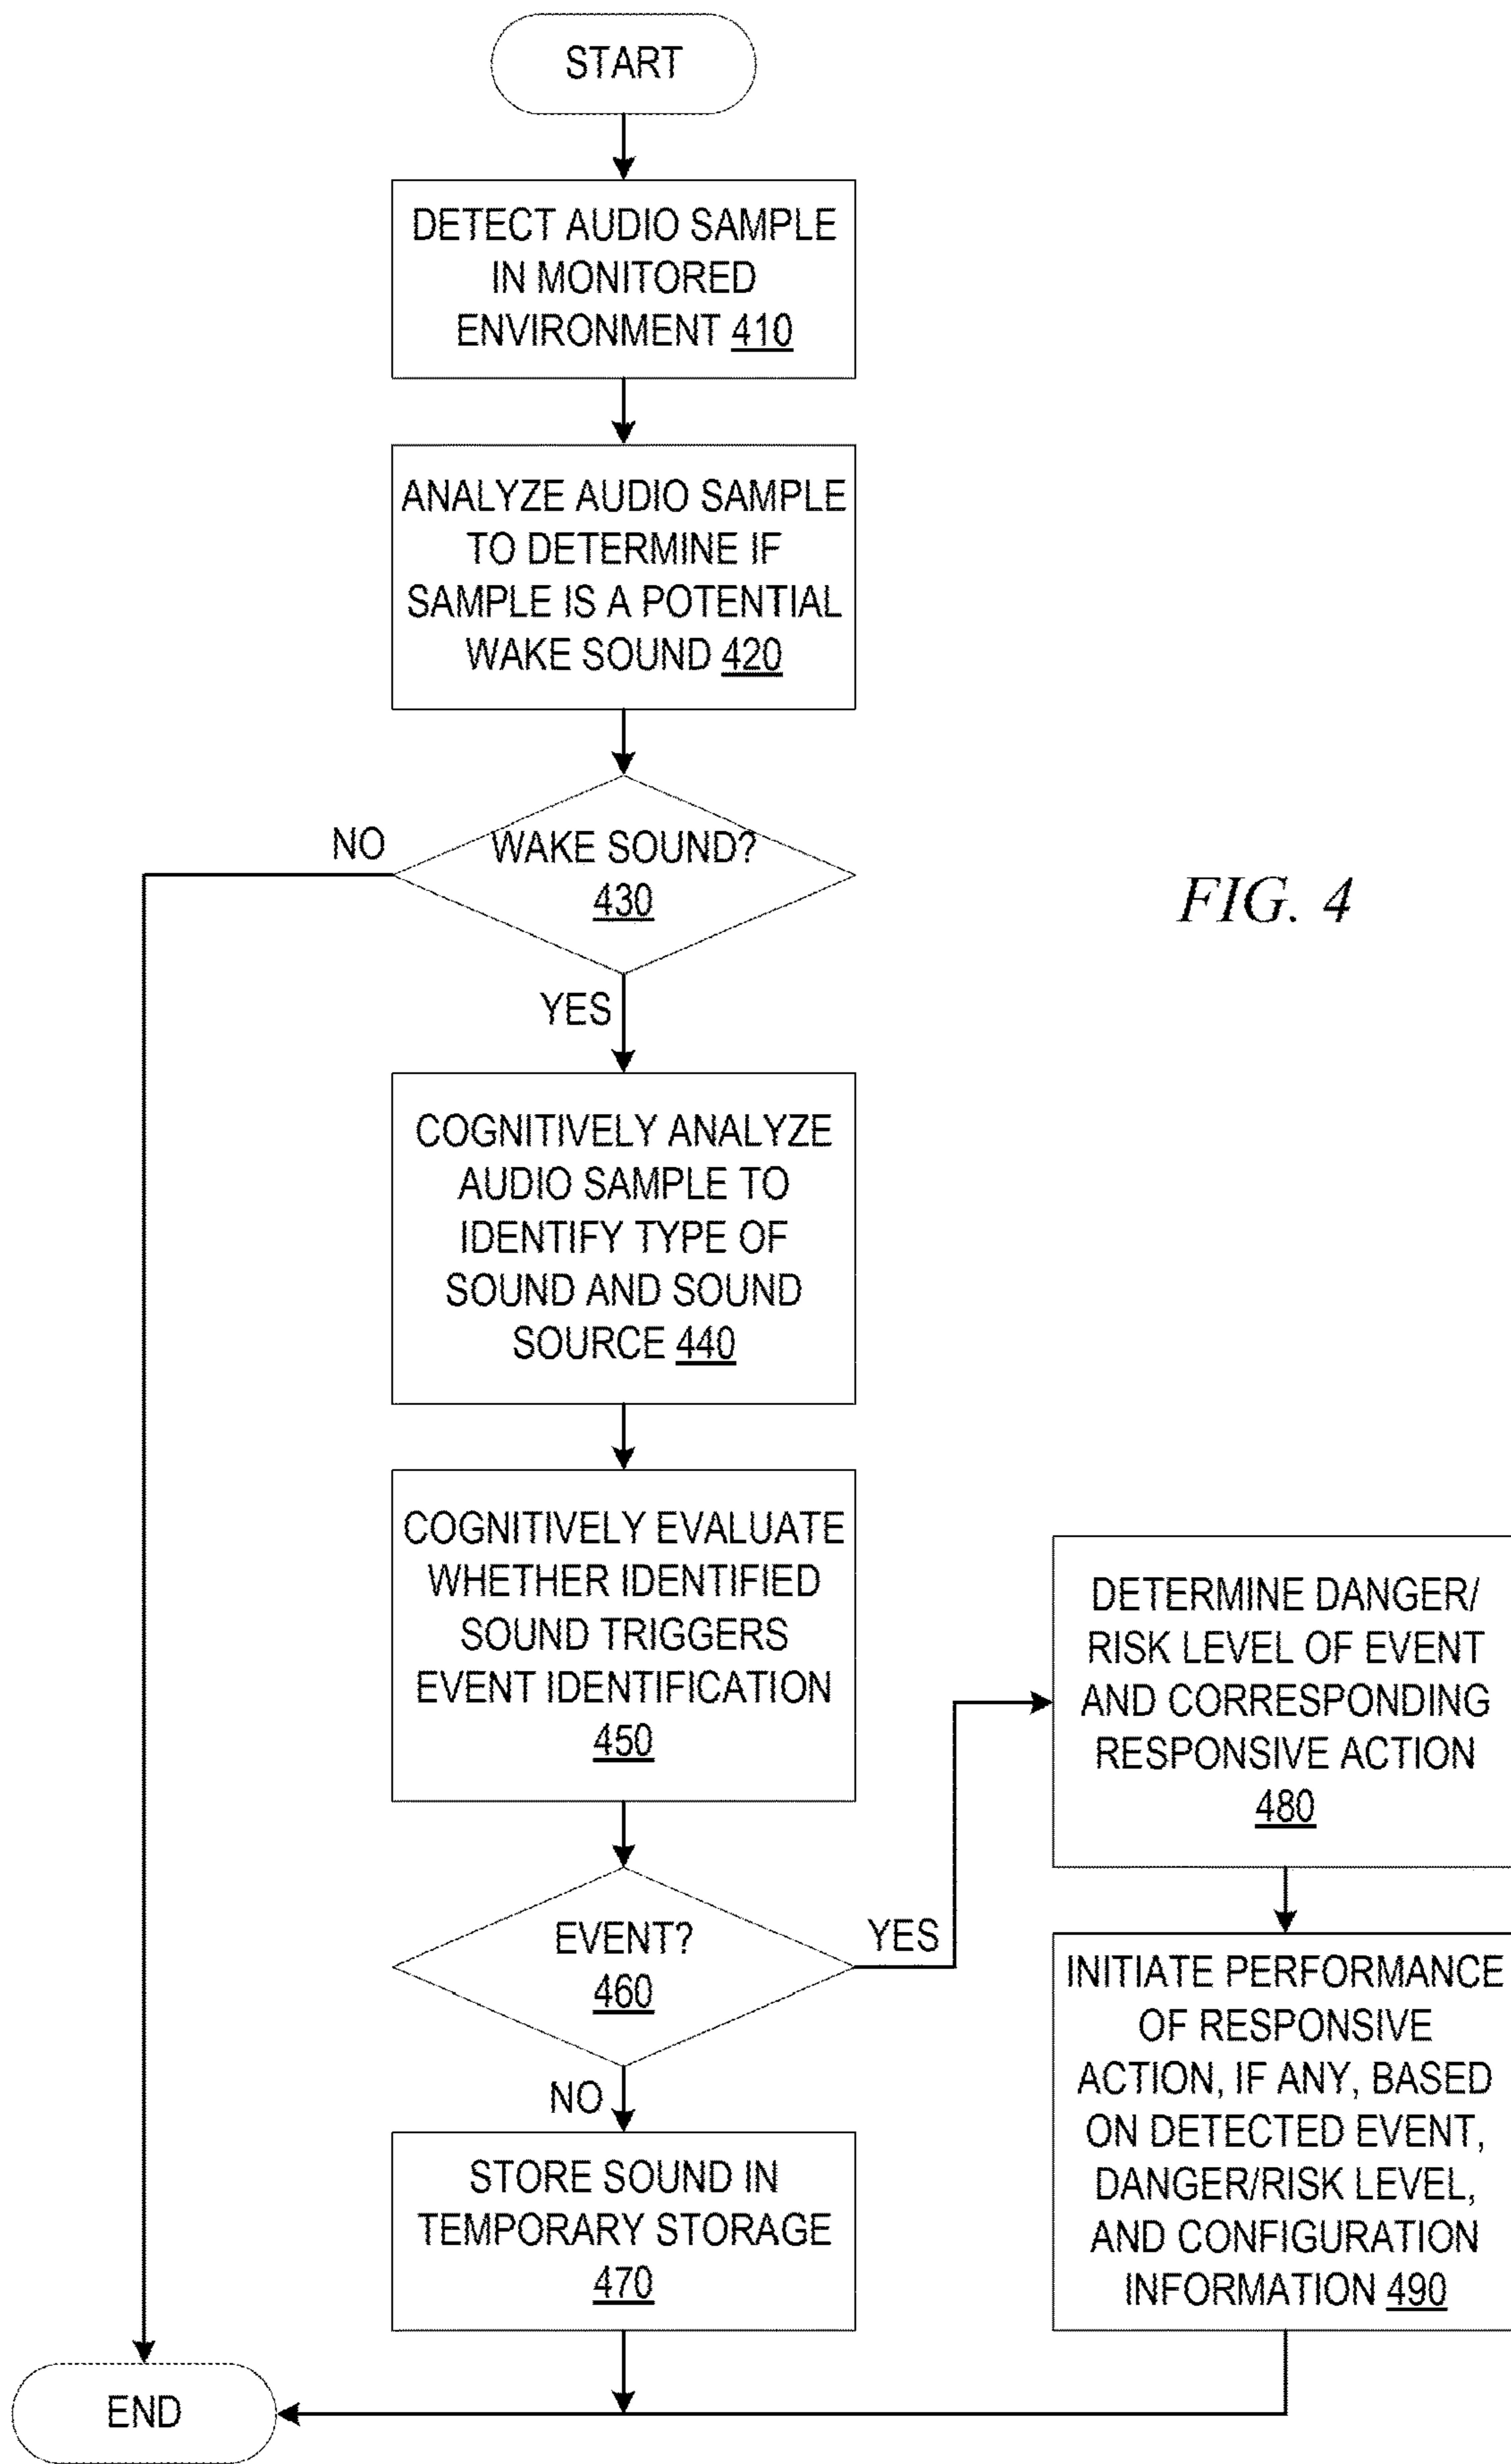 START
DETECT AUDIO SAMPLE
IN MONITORED
ENVIRONMENT 410
ANALYZE AUDIO SAMPLE
TO DETERMINE IF
SAMPLE IS A POTENTIAL
WAKE SOUND 420
NO
WAKE SOUND?
430
FIG. 4
YES
COGNITIVELY ANALYZE
AUDIO SAMPLE TO
IDENTIFY TYPE OF
SOUND AND SOUND
SOURCE 440
COGNITIVELY EVALUATE
WHETHER IDENTIFIED
SOUND TRIGGERS
EVENT IDENTIFICATION
450
EVENT?
460
YES
NO
STORE SOUND IN
TEMPORARY STORAGE
470
DETERMINE DANGER/
RISK LEVEL OF EVENT
AND CORRESPONDING
RESPONSIVE ACTION
480
INITIATE PERFORMANCE
OF RESPONSIVE
ACTION, IF ANY, BASED
ON DETECTED EVENT,
DANGER/RISK LEVEL,
AND CONFIGURATION
INFORMATION 490
END